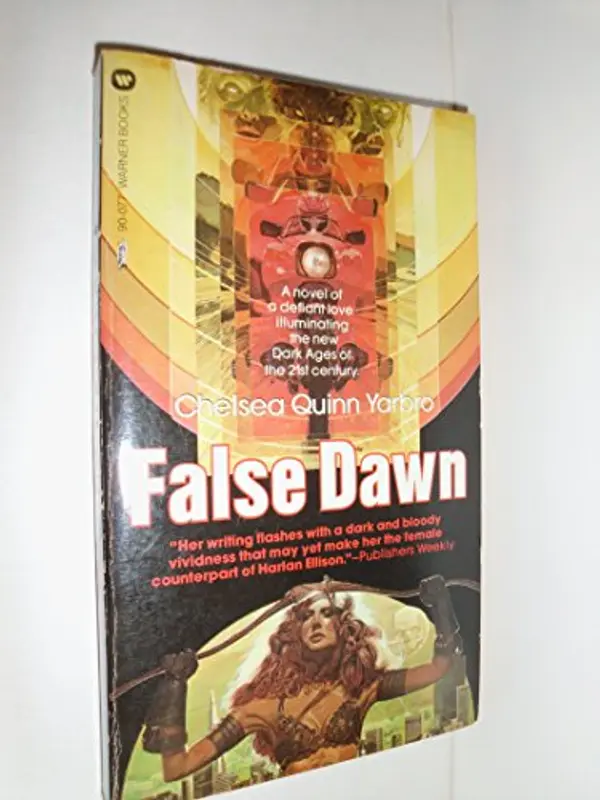 W
WARNER BOOKS
90-077
A novel of
a defiant love
illuminating
the new
Dark Ages of
the 21st century.
Chelsea Quinn Yarbro
False Dawn
"Her writing flashes with a dark and bloody
vividness that may yet make her the female
counterpart of Harlan Ellison."—Publishers Weekly